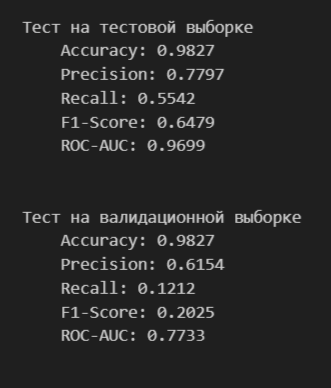 Тест на тестовой выборке
Accuracy: 0.9827
Precision: 0.7797
Recall: 0.5542
F1-Score: 0.6479
ROC-AUC: 0.9699
Тест на валидационной выборке
Accuracy: 0.9827
Precision: 0.6154
Recall: 0.1212
F1-Score: 0.2025
ROC-AUC: 0.7733